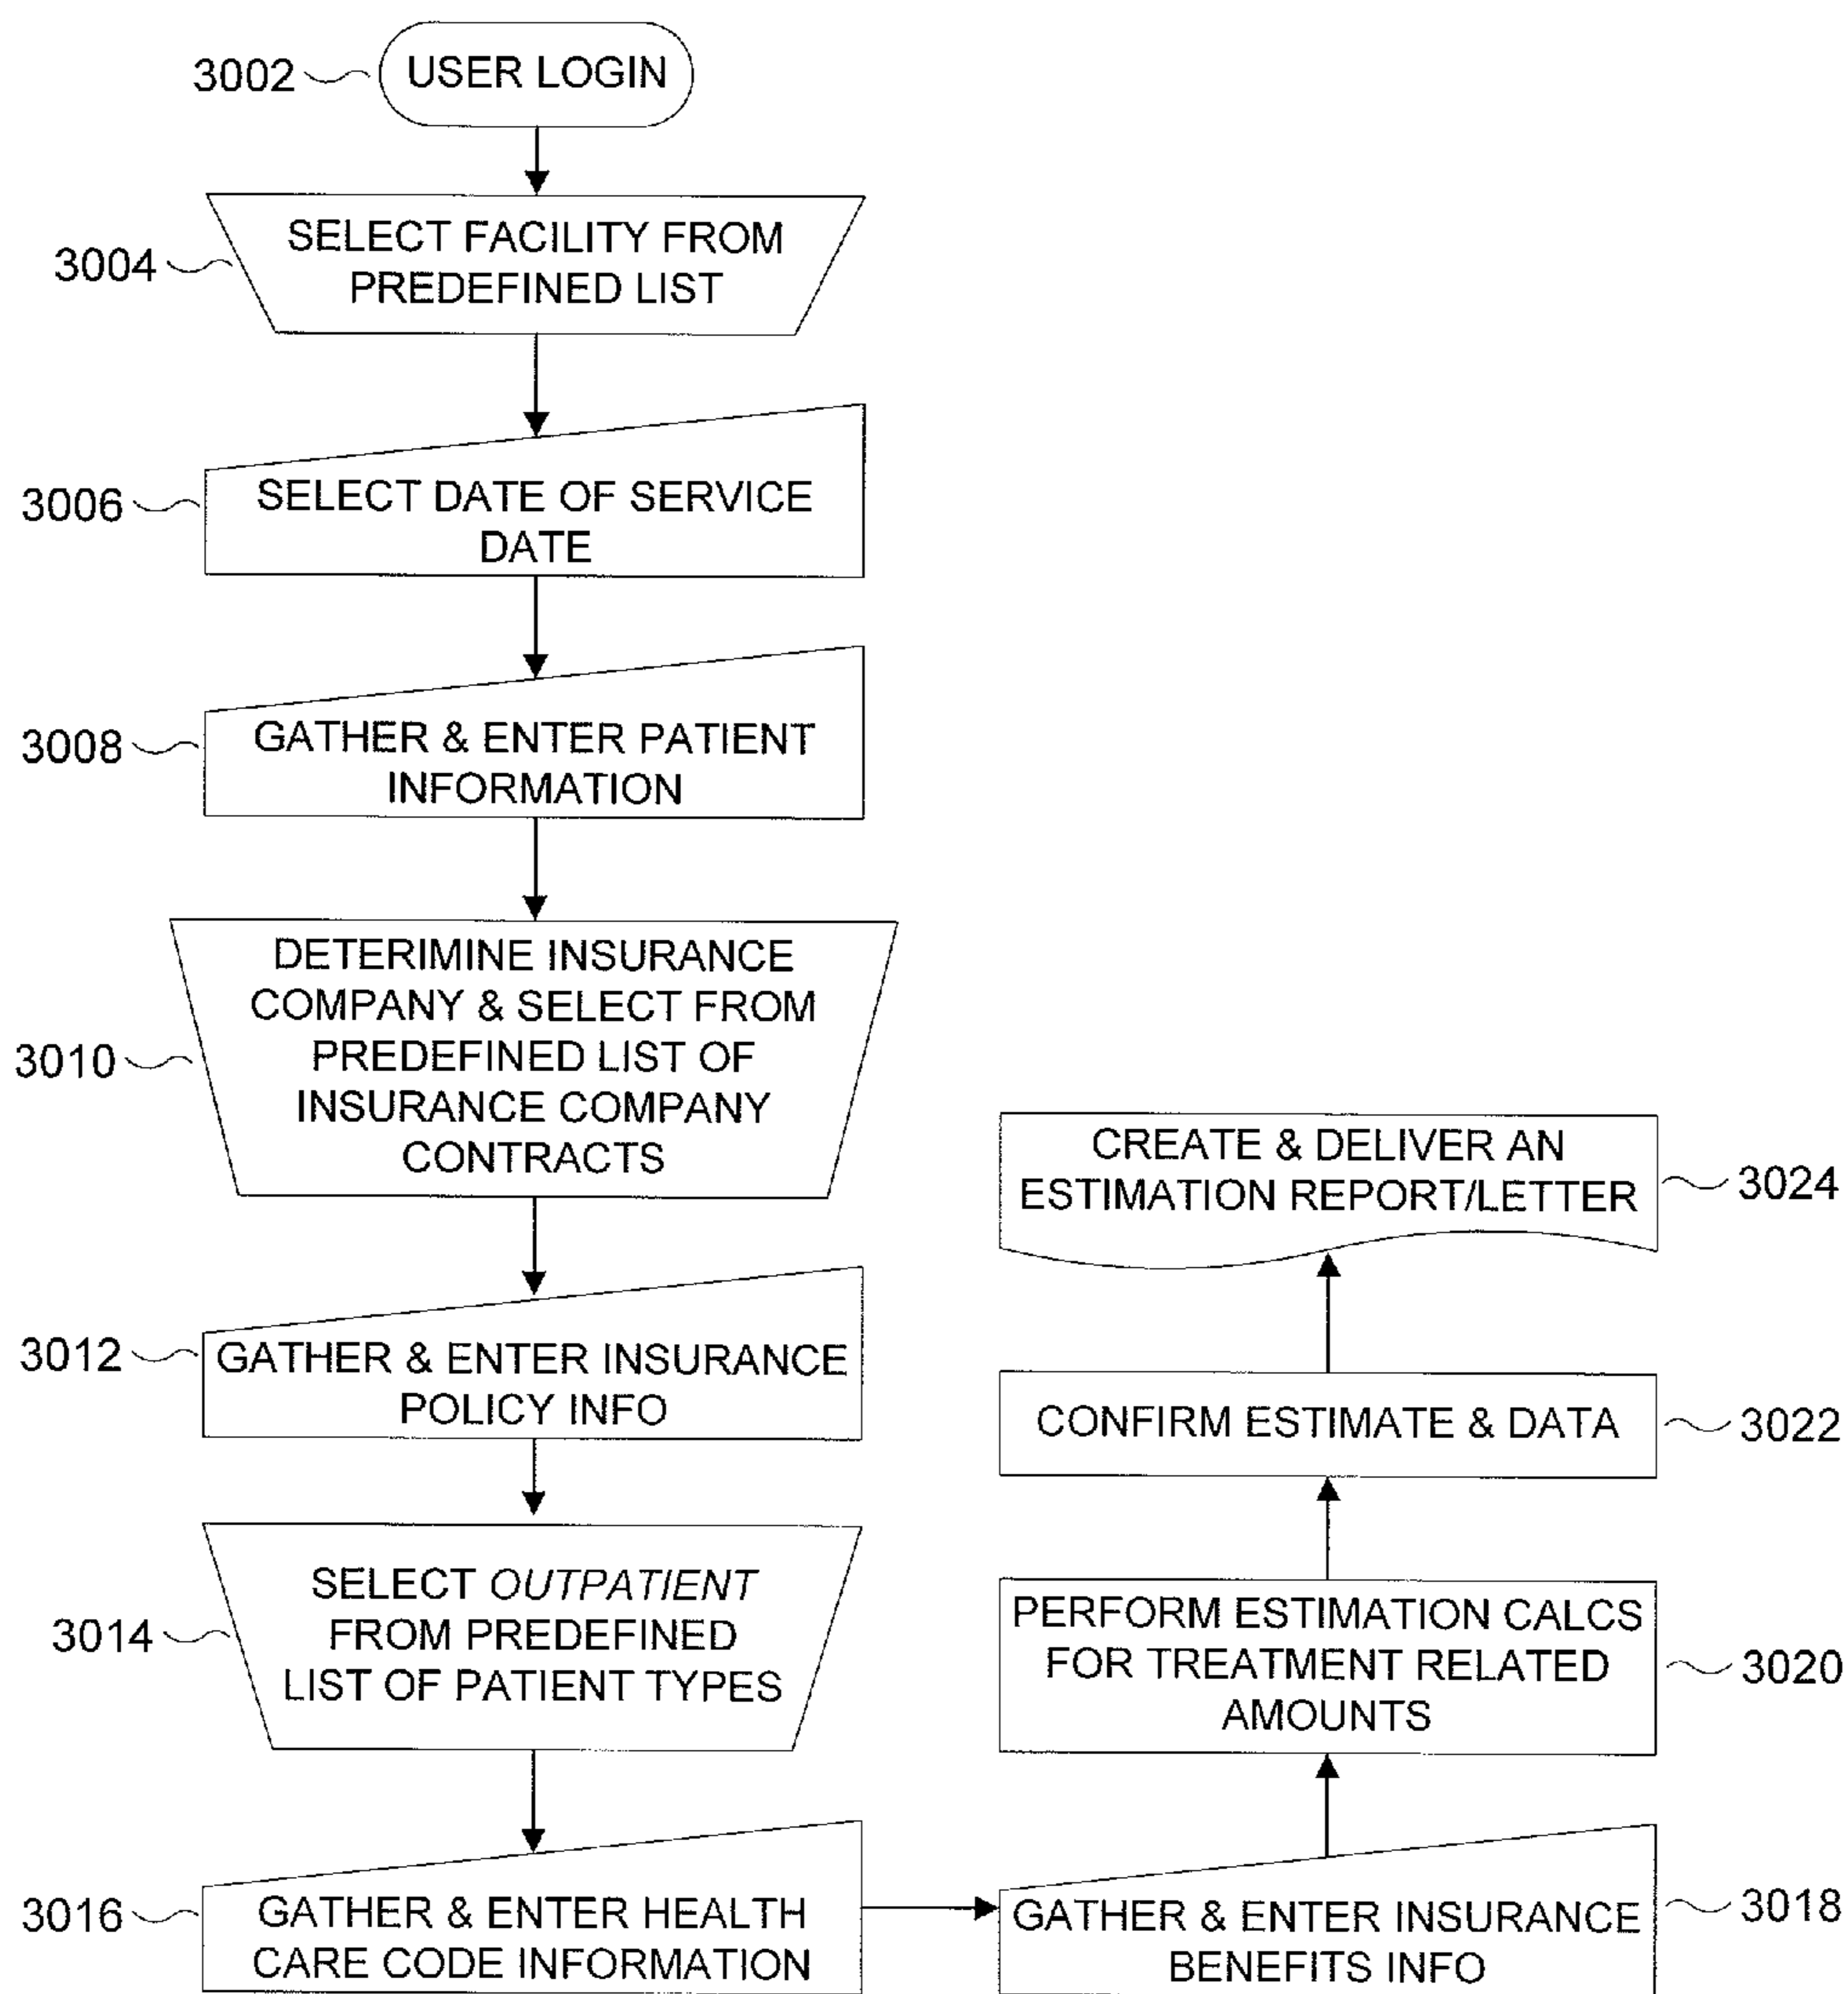 3002
USER LOGIN
3004
SELECT FACILITY FROM
PREDEFINED LIST
3006
SELECT DATE OF SERVICE
DATE
3008
GATHER & ENTER PATIENT
INFORMATION
3010
DETERIMINE INSURANCE
COMPANY & SELECT FROM
PREDEFINED LIST OF
INSURANCE COMPANY
CONTRACTS
3012
GATHER & ENTER INSURANCE
POLICY INFO
3014
SELECT OUTPATIENT
FROM PREDEFINED
LIST OF PATIENT TYPES
3016
GATHER & ENTER HEALTH
CARE CODE INFORMATION
GATHER & ENTER INSURANCE
BENEFITS INFO
3018
PERFORM ESTIMATION CALCS
FOR TREATMENT RELATED
AMOUNTS
3020
CONFIRM ESTIMATE & DATA
3022
CREATE & DELIVER AN
ESTIMATION REPORT/LETTER
3024